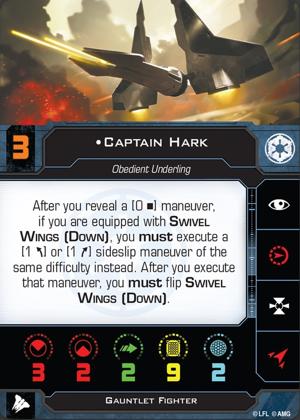 3
•Captain Hark
Obedient Underling
After you reveal a [0 ■] maneuver,
if you are equipped with Swivel
Wings (Down), you must execute a
[1 ↰] or [1 ↱] sideslip maneuver of the
same difficulty instead. After you execute
that maneuver, you must flip Swivel
Wings (Down).
3 2 2 9 2
Gauntlet Fighter
©LFL ©AMG